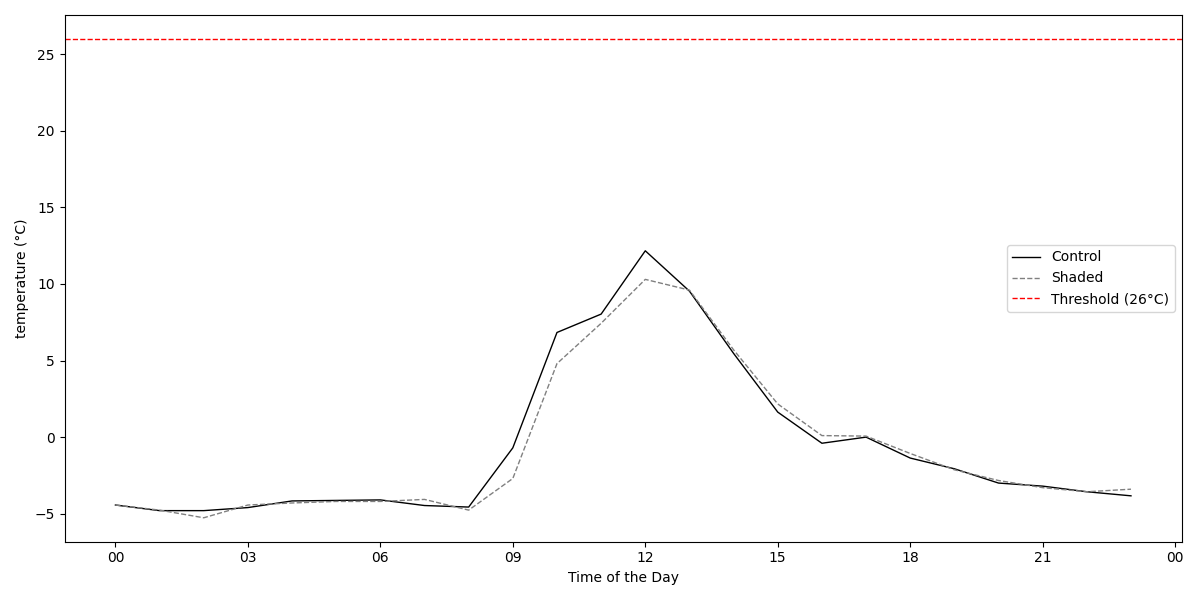 25
20
15
10
5
0
−5
temperature (°C)
Control
Shaded
Threshold (26°C)
00 03 06 09 12 15 18 21 00
Time of the Day